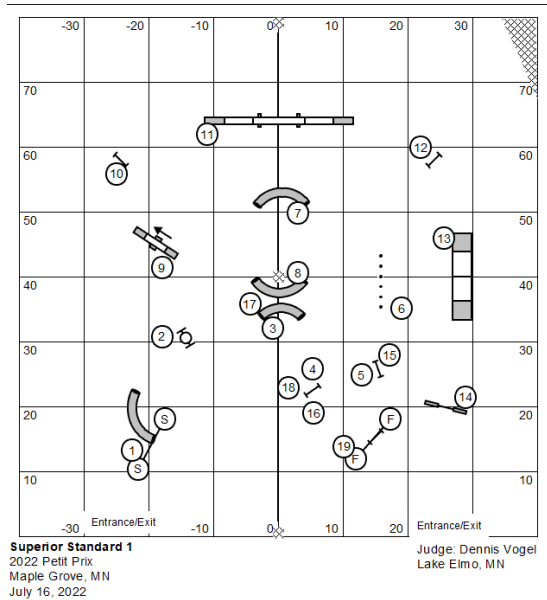 -30 -20 -10 0 10 20 30
70 70
11
12
60 60
10
7
50 50
13
9
8
40 40
17
6
3
2
30 30
15
4
5
18
14
16
20 20
S F
19
1
F
S
10 10
Entrance/Exit Entrance/Exit
-30 -20 -10 0 10 20
Superior Standard 1
2022 Petit Prix
Maple Grove, MN
July 16, 2022
Judge: Dennis Vogel
Lake Elmo, MN